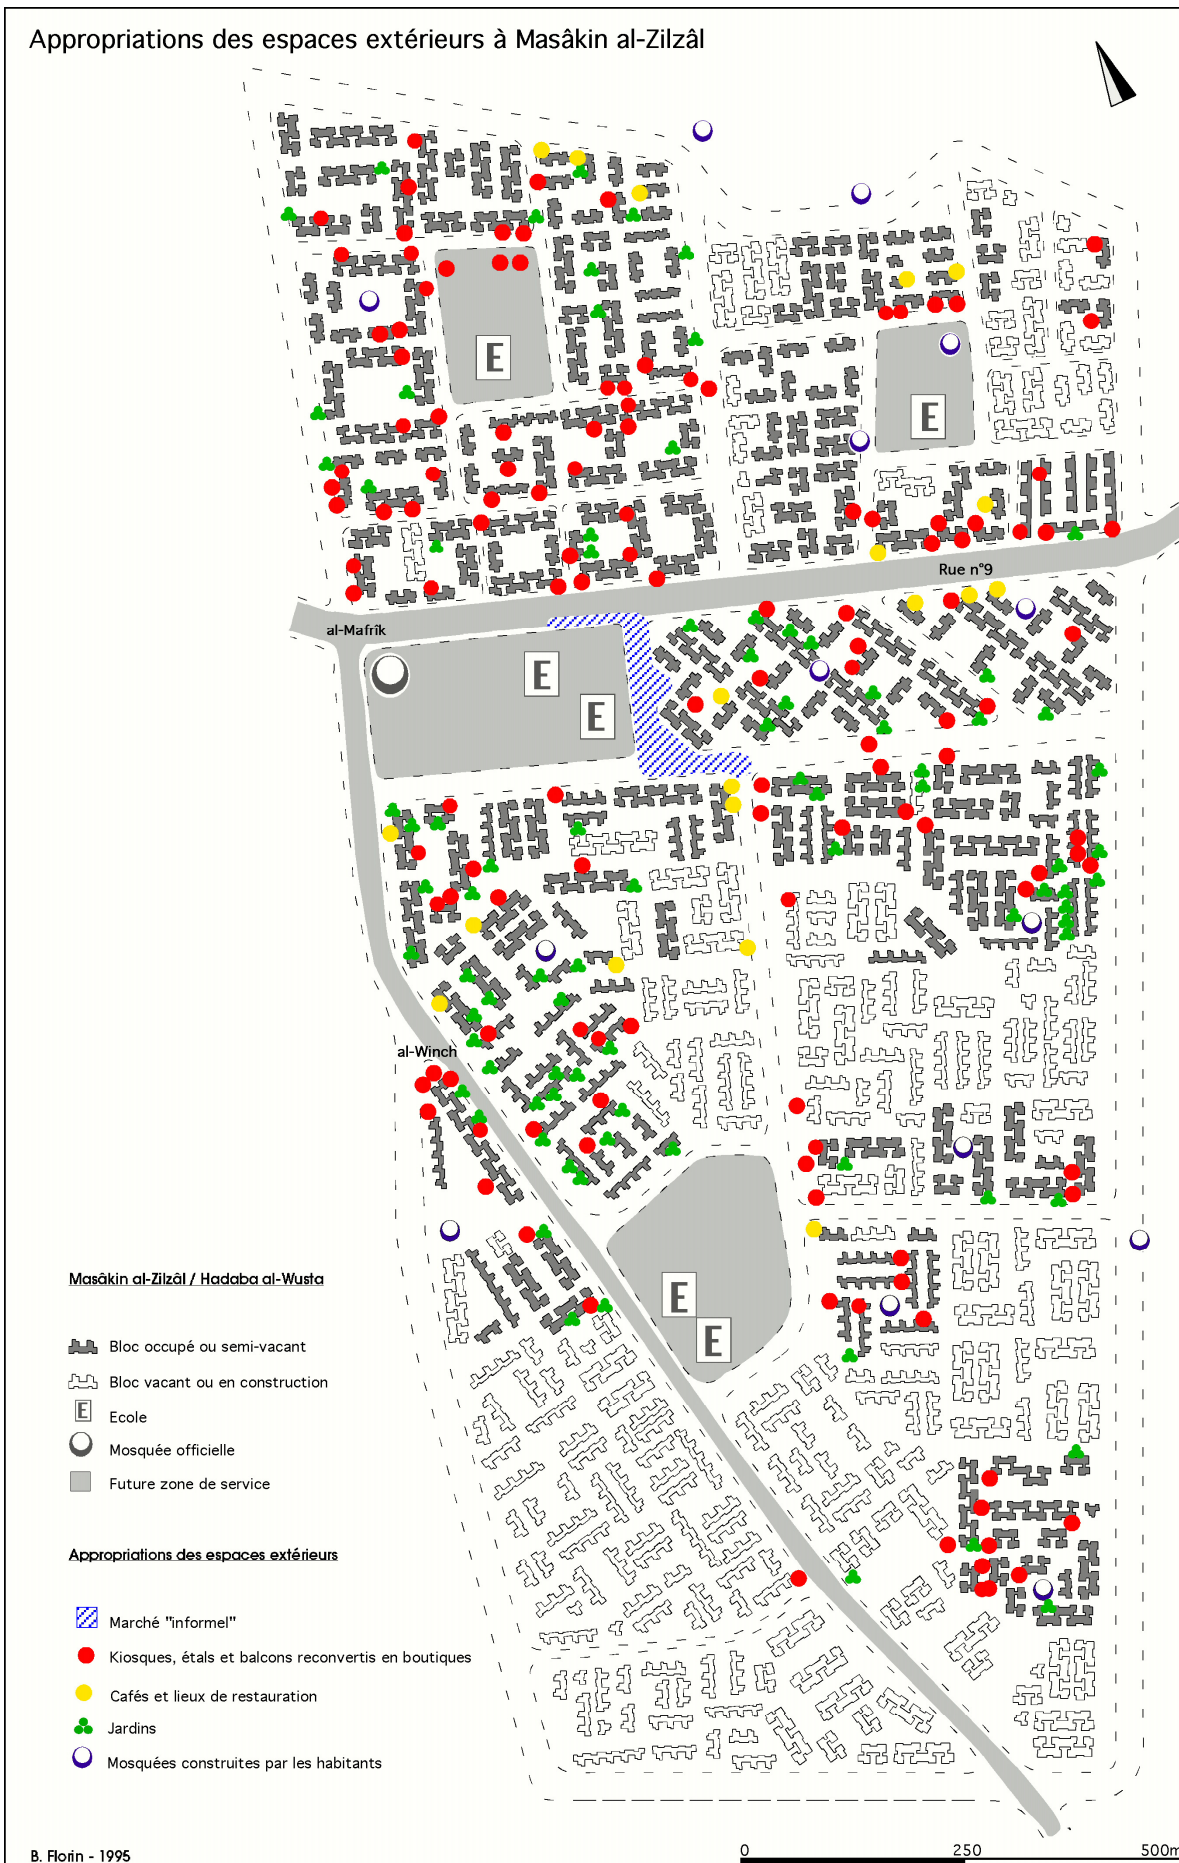 Appropriations des espaces extérieurs à Masâkin al-Zilzâl
E
E
Rue n°9
al-Mafrîk
E
E
al-Winch
E
E
Masâkin al-Zilzâl / Hadaba al-Wusta
Bloc occupé ou semi-vacant
Bloc vacant ou en construction
E
Ecole
Mosquée officielle
Future zone de service
Appropriations des espaces extérieurs
Marché "informel"
Kiosques, étals et balcons reconvertis en boutiques
Cafés et lieux de restauration
Jardins
Mosquées construites par les habitants
B. Florin - 1995
0 250 500m